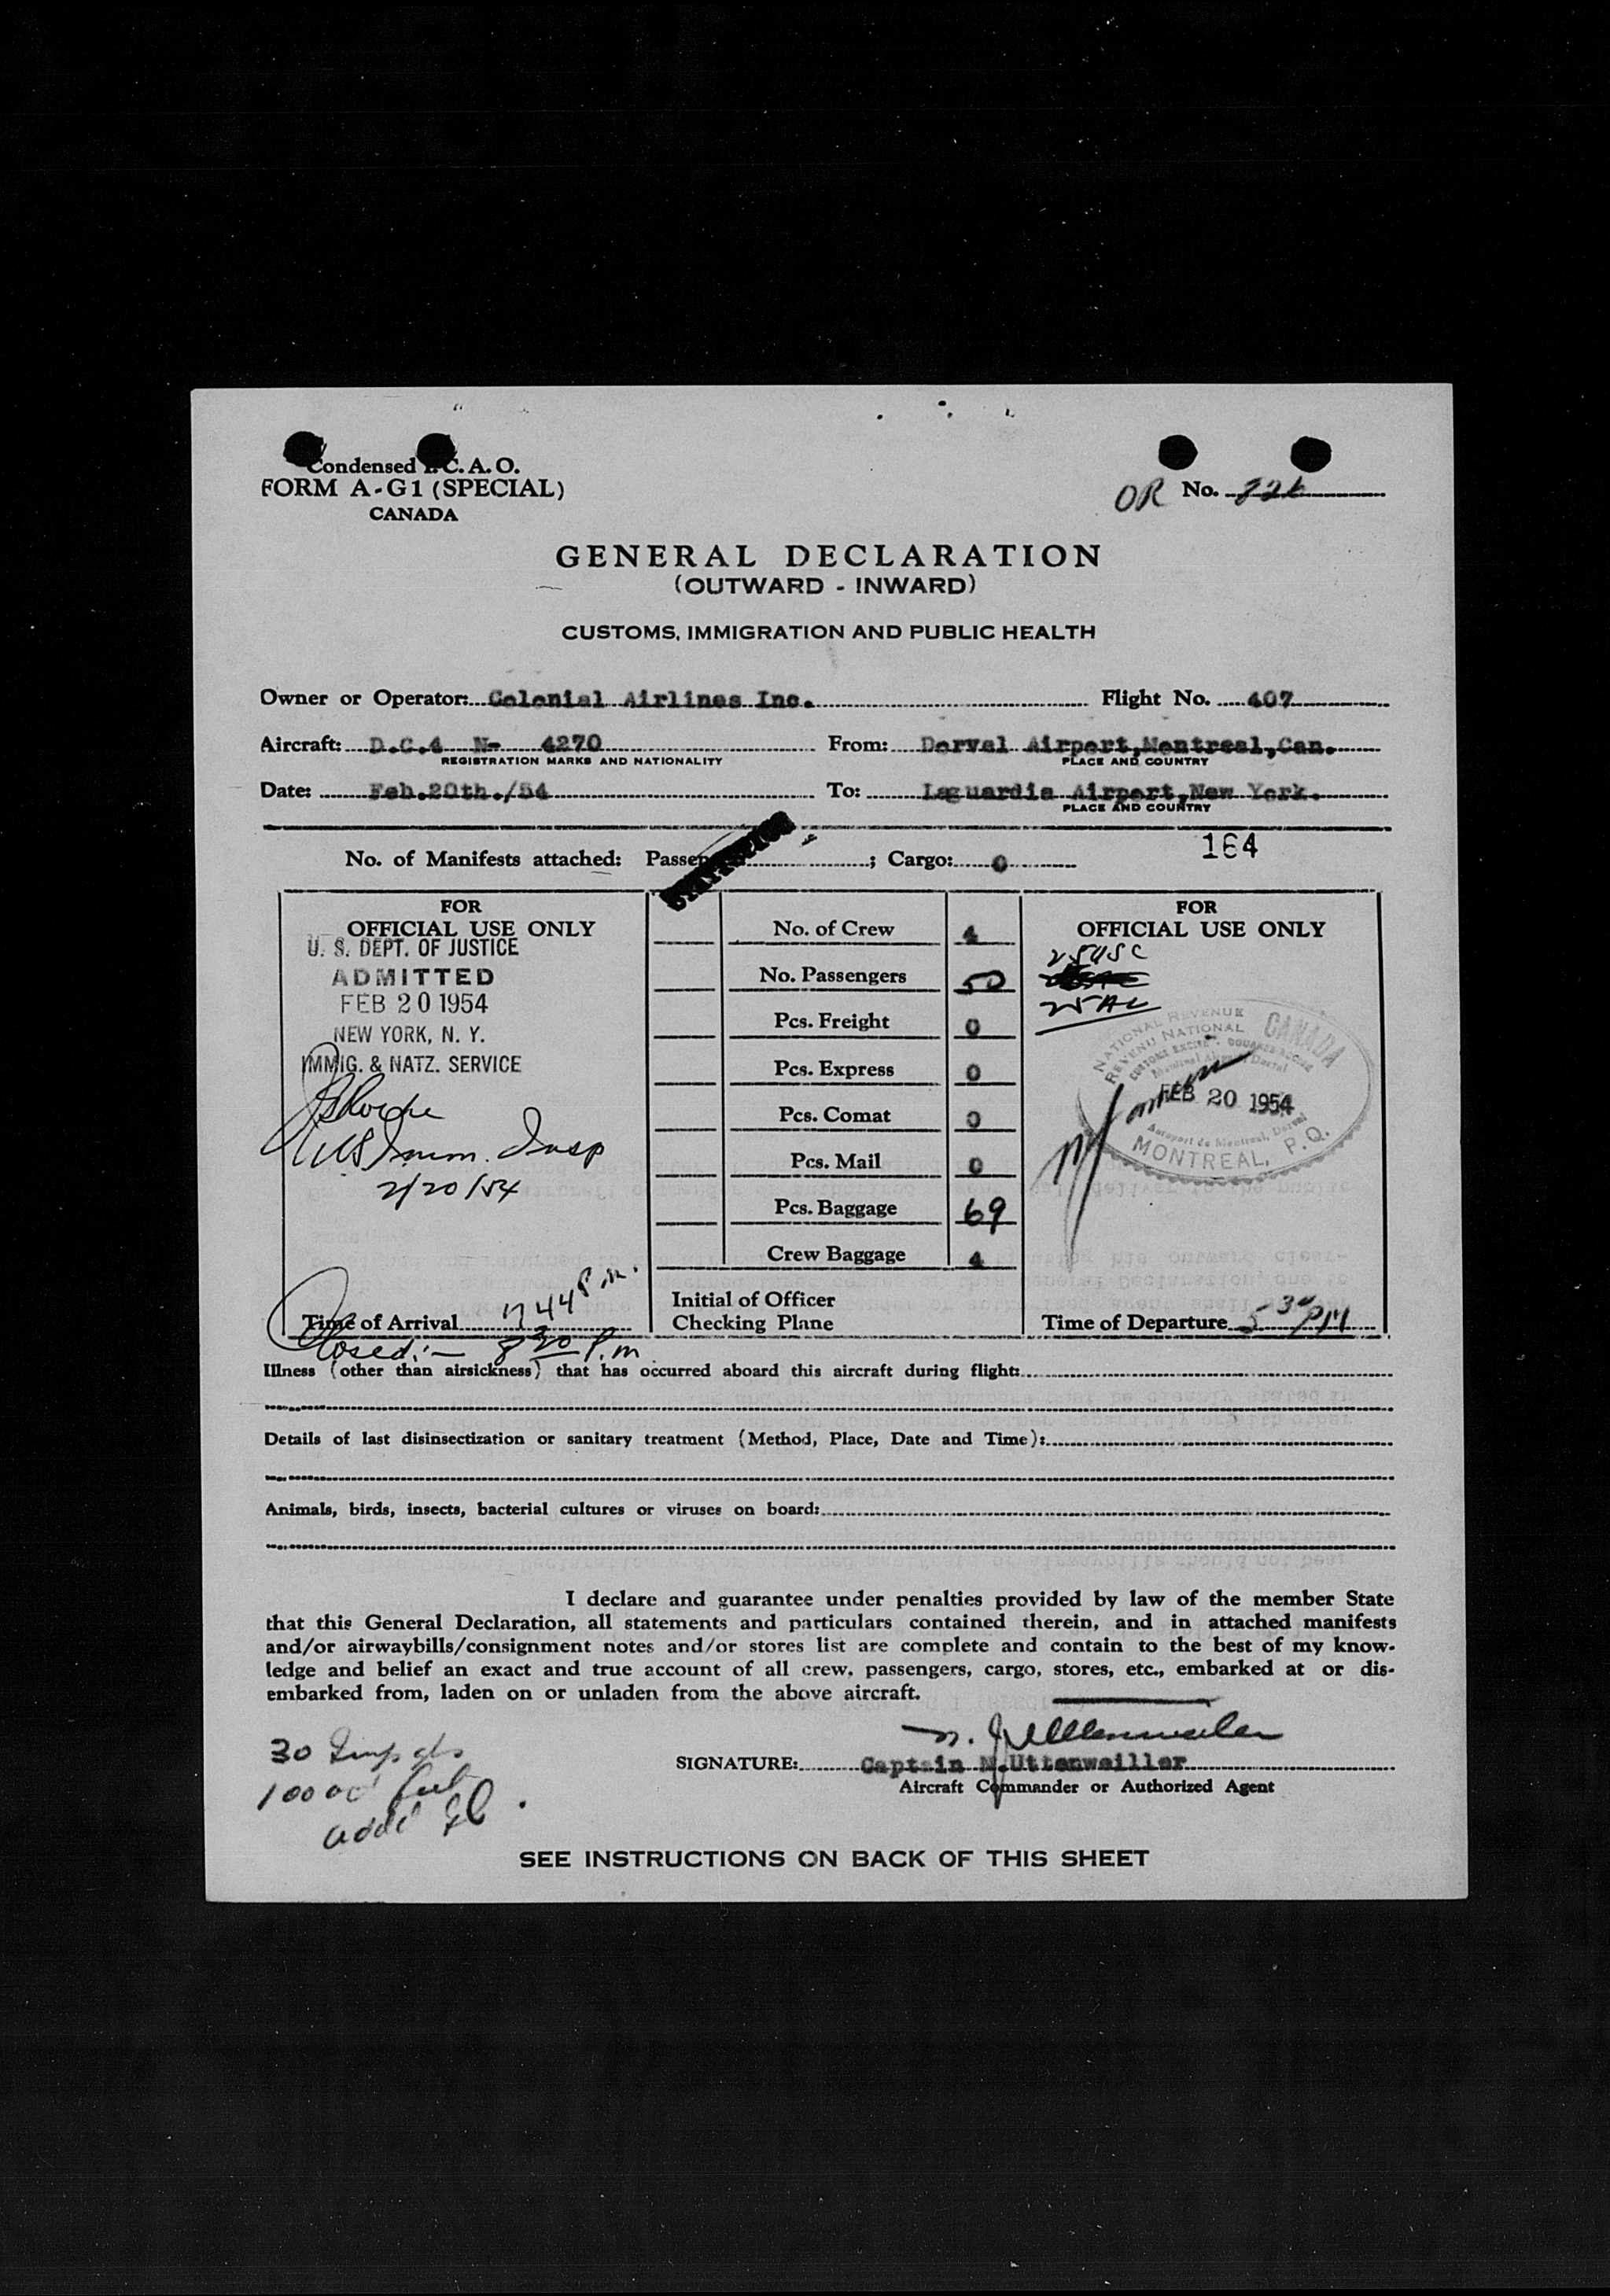 Condensed I.C.A.O.
FORM A-G1 (SPECIAL)
CANADA
OR No.
GENERAL DECLARATION
(OUTWARD - INWARD)
CUSTOMS, IMMIGRATION AND PUBLIC HEALTH
Owner or Operator: Colonial Airlines Inc. Flight No. 407
Aircraft: D.C.4 N- 4270 From: Dorval Airport, Montreal, Can.
REGISTRATION MARKS AND NATIONALITY PLACE AND COUNTRY
Date: Feb.20th./54 To: Laguardia Airport, New York.
PLACE AND COUNTRY
164
No. of Manifests attached: ; Cargo: 0
FOR
OFFICIAL USE ONLY
U. S. DEPT. OF JUSTICE
ADMITTED
FEB 20 1954
NEW YORK, N. Y.
IMMIG. & NATZ. SERVICE
US Imm. Insp
2/20/54
Time of Arrival 7 44 P.m.
Closed:- 8 30 P.m
No. of Crew 4
No. Passengers 50
Pcs. Freight 0
Pcs. Express 0
Pcs. Comat 0
Pcs. Mail 0
Pcs. Baggage 69
Crew Baggage 4
Initial of Officer
Checking Plane
FOR
OFFICIAL USE ONLY
25 USC
25 AC
NATIONAL REVENUE
REVENU NATIONAL
CANADA
FEB 20 1954
MONTREAL, P.Q.
Time of Departure 5 30 PM
Illness (other than airsickness) that has occurred aboard this aircraft during flight:
Details of last disinsectization or sanitary treatment (Method, Place, Date and Time):
Animals, birds, insects, bacterial cultures or viruses on board:
I declare and guarantee under penalties provided by law of the member State
that this General Declaration, all statements and particulars contained therein, and in attached manifests
and/or airwaybills/consignment notes and/or stores list are complete and contain to the best of my know-
ledge and belief an exact and true account of all crew, passengers, cargo, stores, etc., embarked at or dis-
embarked from, laden on or unladen from the above aircraft.
SIGNATURE: Captain N.Uttenweiller
Aircraft Commander or Authorized Agent
SEE INSTRUCTIONS ON BACK OF THIS SHEET